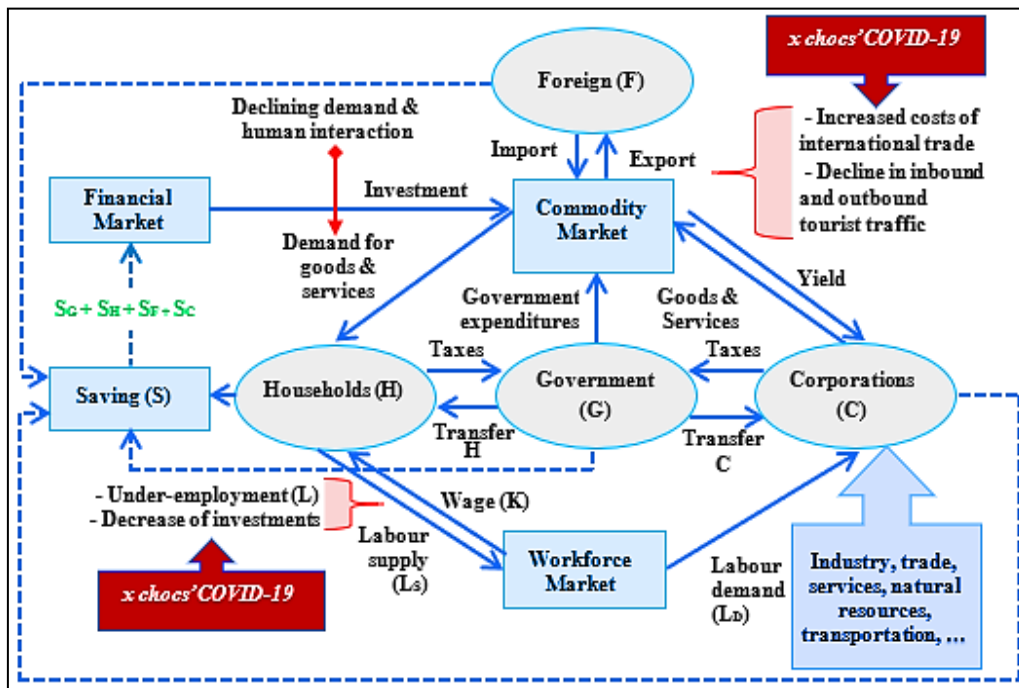 x chocs'COVID-19
Foreign (F)
Declining demand &
human interaction
- Increased costs of
international trade
- Decline in inbound
and outbound
tourist traffic
Import
Export
Investment
Financial
Market
Commodity
Market
Demand for
goods &
services
Yield
SG + SH + SF + SC
Government
expenditures
Goods &
Services
Taxes
Taxes
Saving (S)
Households (H)
Government
(G)
Corporations
(C)
Transfer
H
Transfer
C
- Under-employment (L)
- Decrease of investments
Wage (K)
Labour
supply
(LS)
Workforce
Market
Labour
demand
(LD)
Industry, trade,
services, natural
resources,
transportation, ...
x chocs'COVID-19